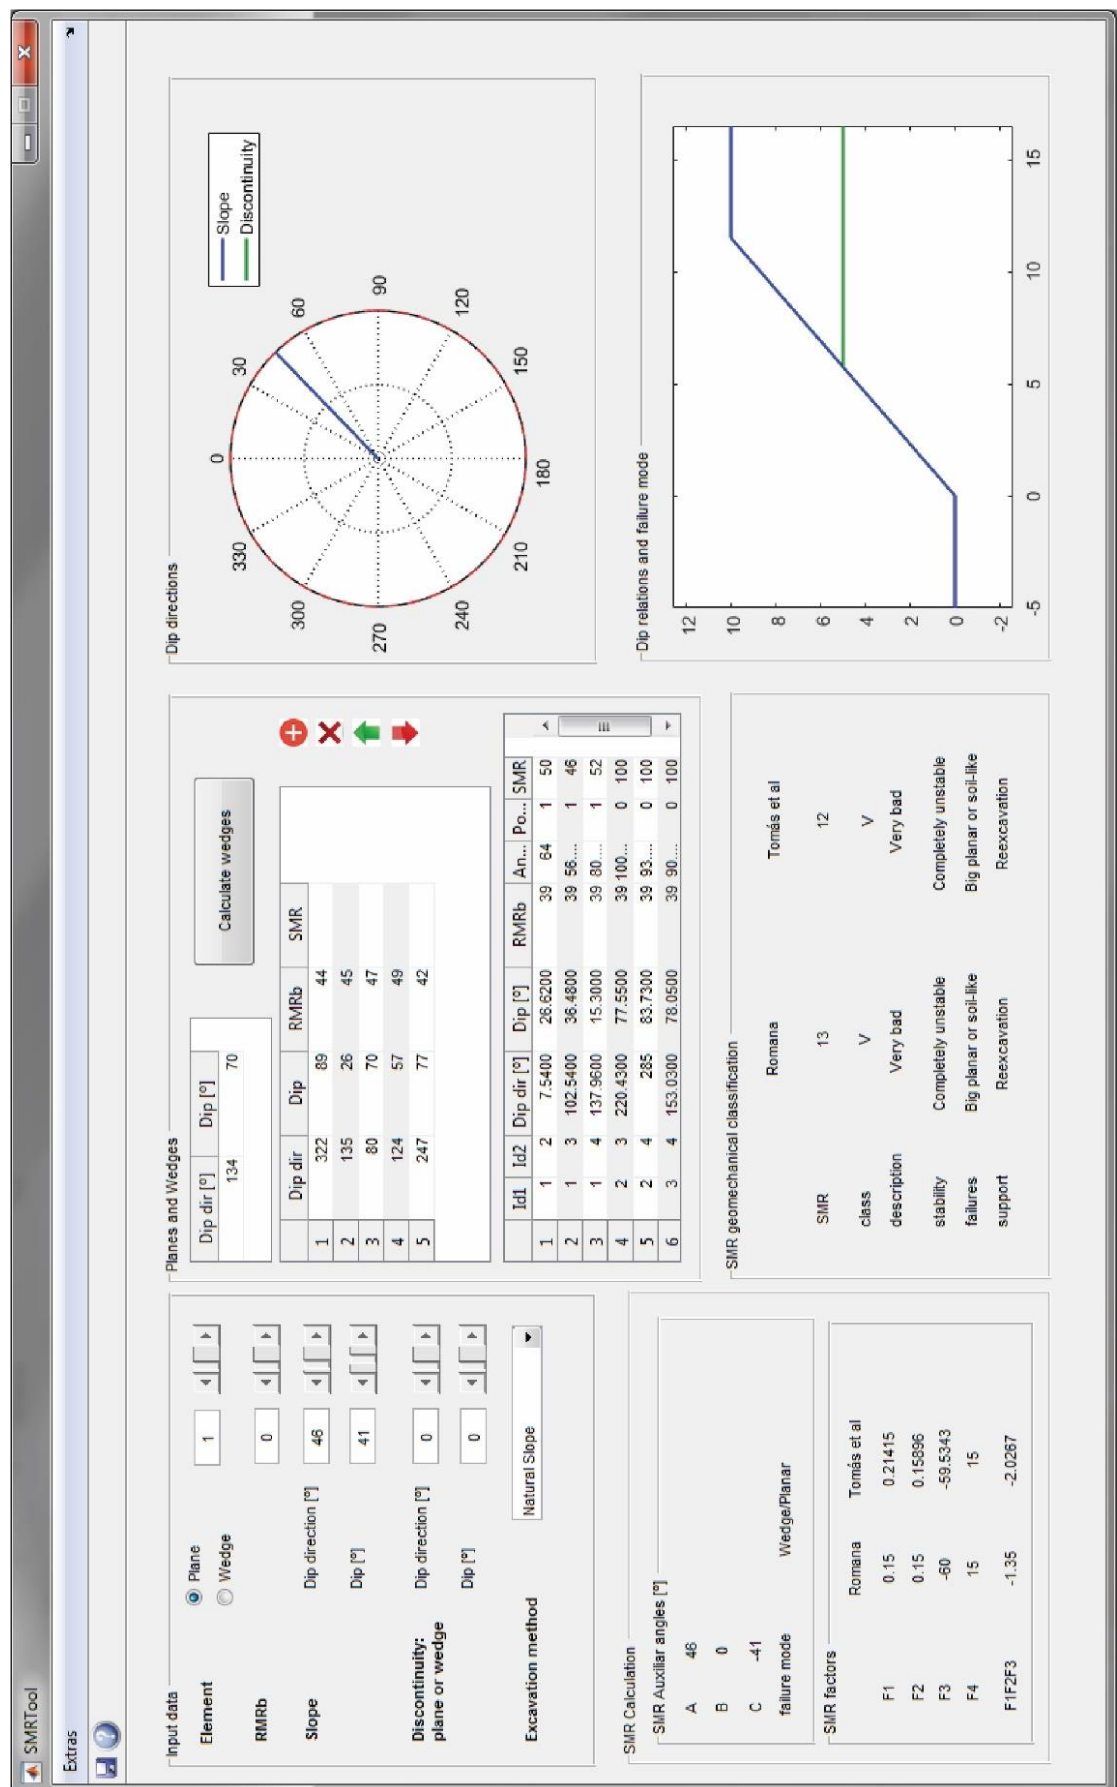 SMRTool
Extras
Input data
Element
Plane
Wedge
1
RMRb
0
Slope
Dip direction [º]
46
Dip [º]
41
Discontinuity:
plane or wedge
Dip direction [º]
0
Dip [º]
0
Excavation method
Natural Slope
Planes and Wedges
Dip dir [º] Dip [º]
134 70
Calculate wedges
Dip dir Dip RMRb SMR
1 322 89 44
2 135 26 45
3 80 70 47
4 124 57 49
5 247 77 42
Id1 Id2 Dip dir [º] Dip [º] RMRb An... Po... SMR
1 1 2 7.5400 26.6200 39 64 1 50
2 1 3 102.5400 36.4800 39 56.... 1 46
3 1 4 137.9600 15.3000 39 80.... 1 52
4 2 3 220.4300 77.5500 39 100... 0 100
5 2 4 285 83.7300 39 93.... 0 100
6 3 4 153.0300 78.0500 39 90.... 0 100
Dip directions
0
30
60
90
120
150
180
210
240
270
300
330
Slope
Discontinuity
SMR Calculation
SMR Auxiliar angles [º]
A 46
B 0
C -41
failure mode Wedge/Planar
SMR factors
Romana Tomás et al
F1 0.15 0.21415
F2 0.15 0.15896
F3 -60 -59.5343
F4 15 15
F1F2F3 -1.35 -2.0267
SMR geomechanical classification
Romana Tomás et al
SMR 13 12
class V V
description Very bad Very bad
stability Completely unstable Completely unstable
failures Big planar or soil-like Big planar or soil-like
support Reexcavation Reexcavation
Dip relations and failure mode
12
10
8
6
4
2
0
-2
-5 0 5 10 15